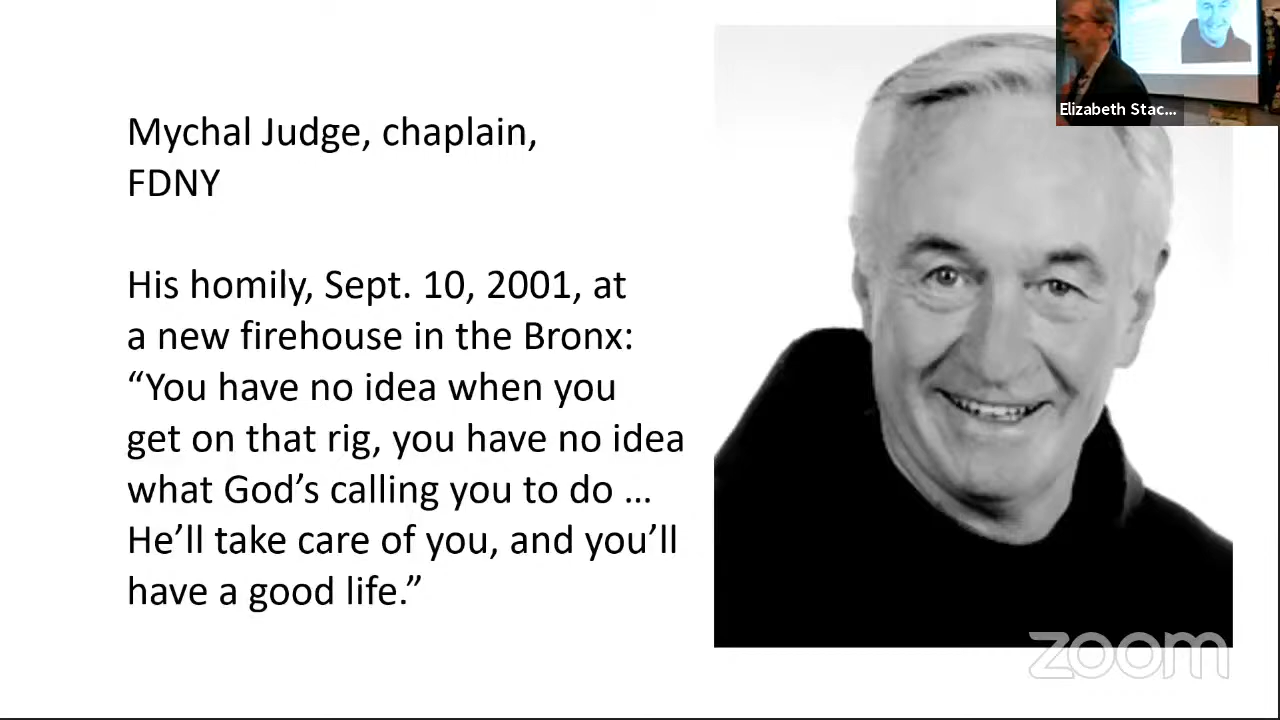 Mychal Judge, chaplain,
FDNY
His homily, Sept. 10, 2001, at
a new firehouse in the Bronx:
“You have no idea when you
get on that rig, you have no idea
what God’s calling you to do …
He’ll take care of you, and you’ll
have a good life.”
Elizabeth Stac...
zoom